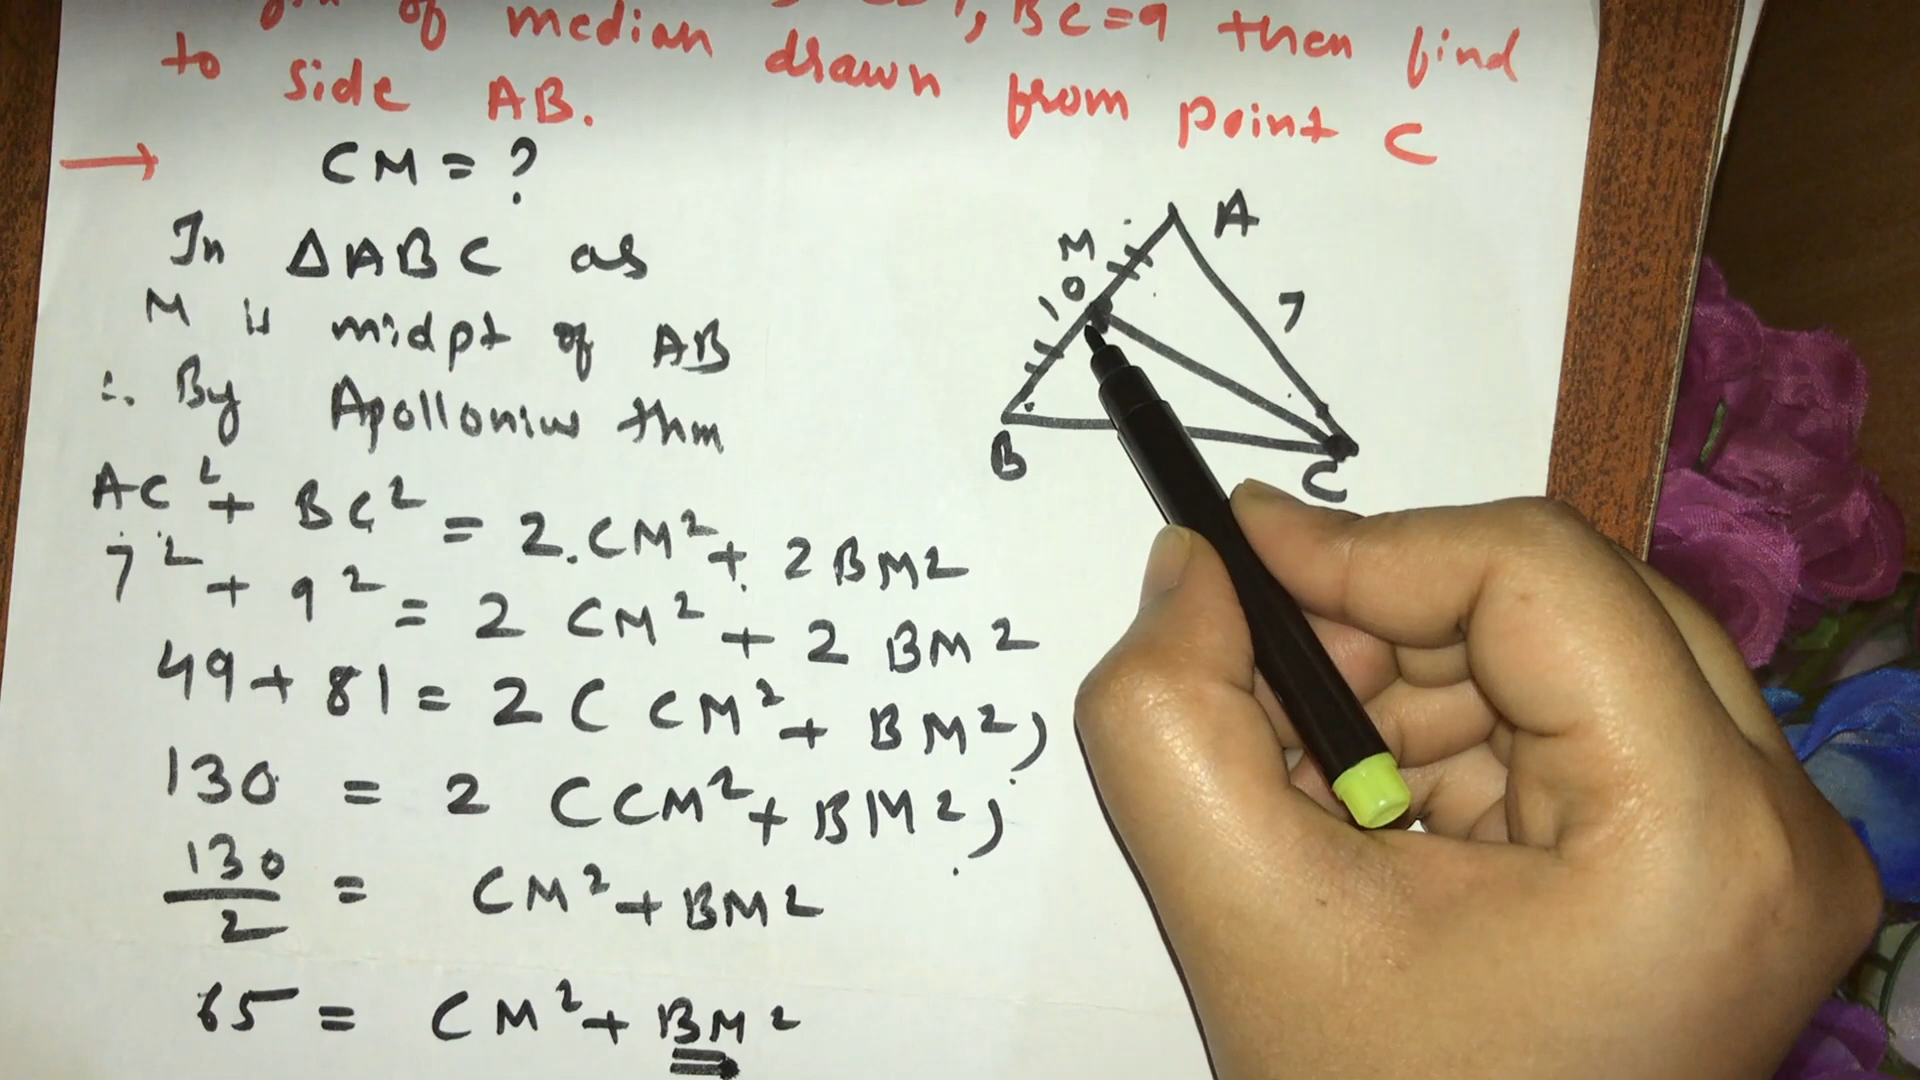 of median , BC=9 then find
to side AB. drawn from point C
CM = ?
In △ABC as
M is midpt of AB
∴ By Apollonius thm
AC² + BC² = 2.CM² + 2BM²
7² + 9² = 2 CM² + 2 BM²
49 + 81 = 2 ( CM² + BM²)
130 = 2 ( CM² + BM²)
130/2 = CM² + BM²
65 = CM² + BM²
A
M
10
7
B
C